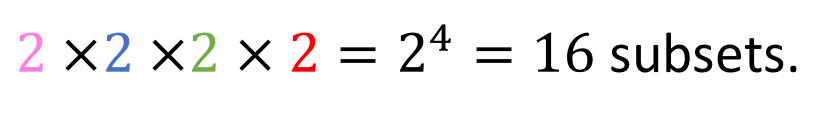 2 × 2 × 2 × 2 = 2⁴ = 16 subsets.